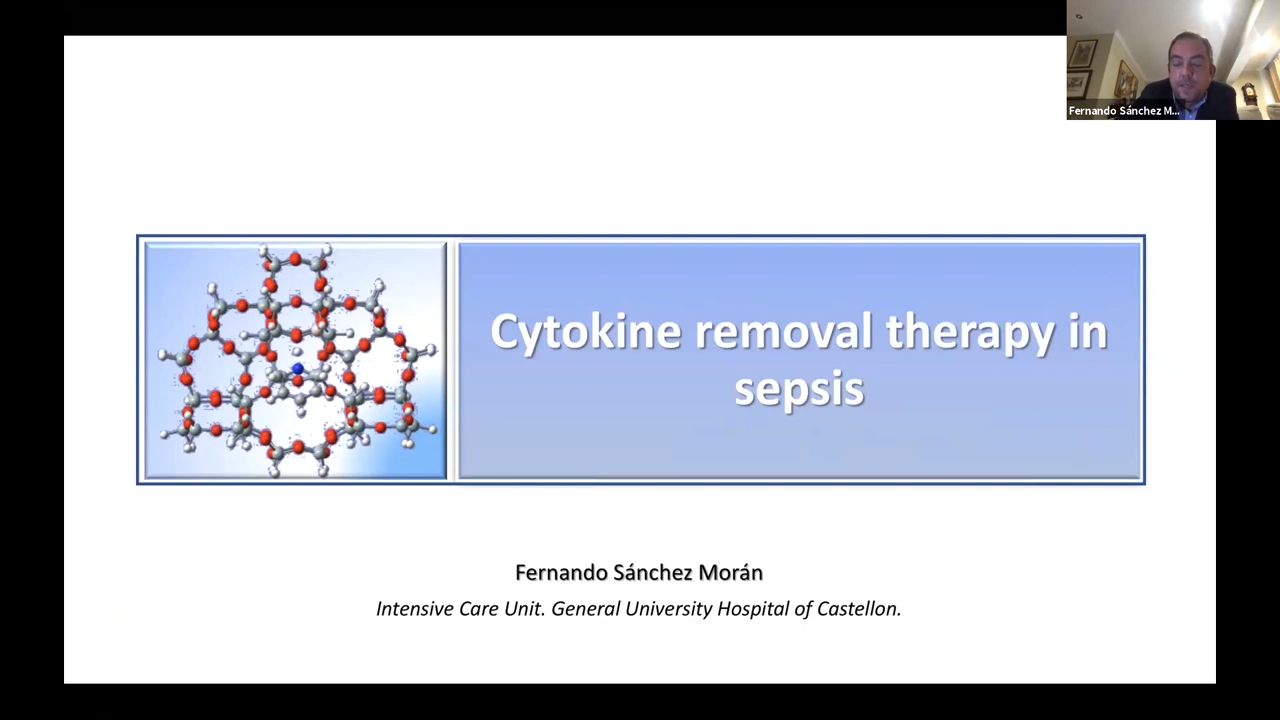 Fernando Sánchez M...
Cytokine removal therapy in
sepsis
Fernando Sánchez Morán
Intensive Care Unit. General University Hospital of Castellon.